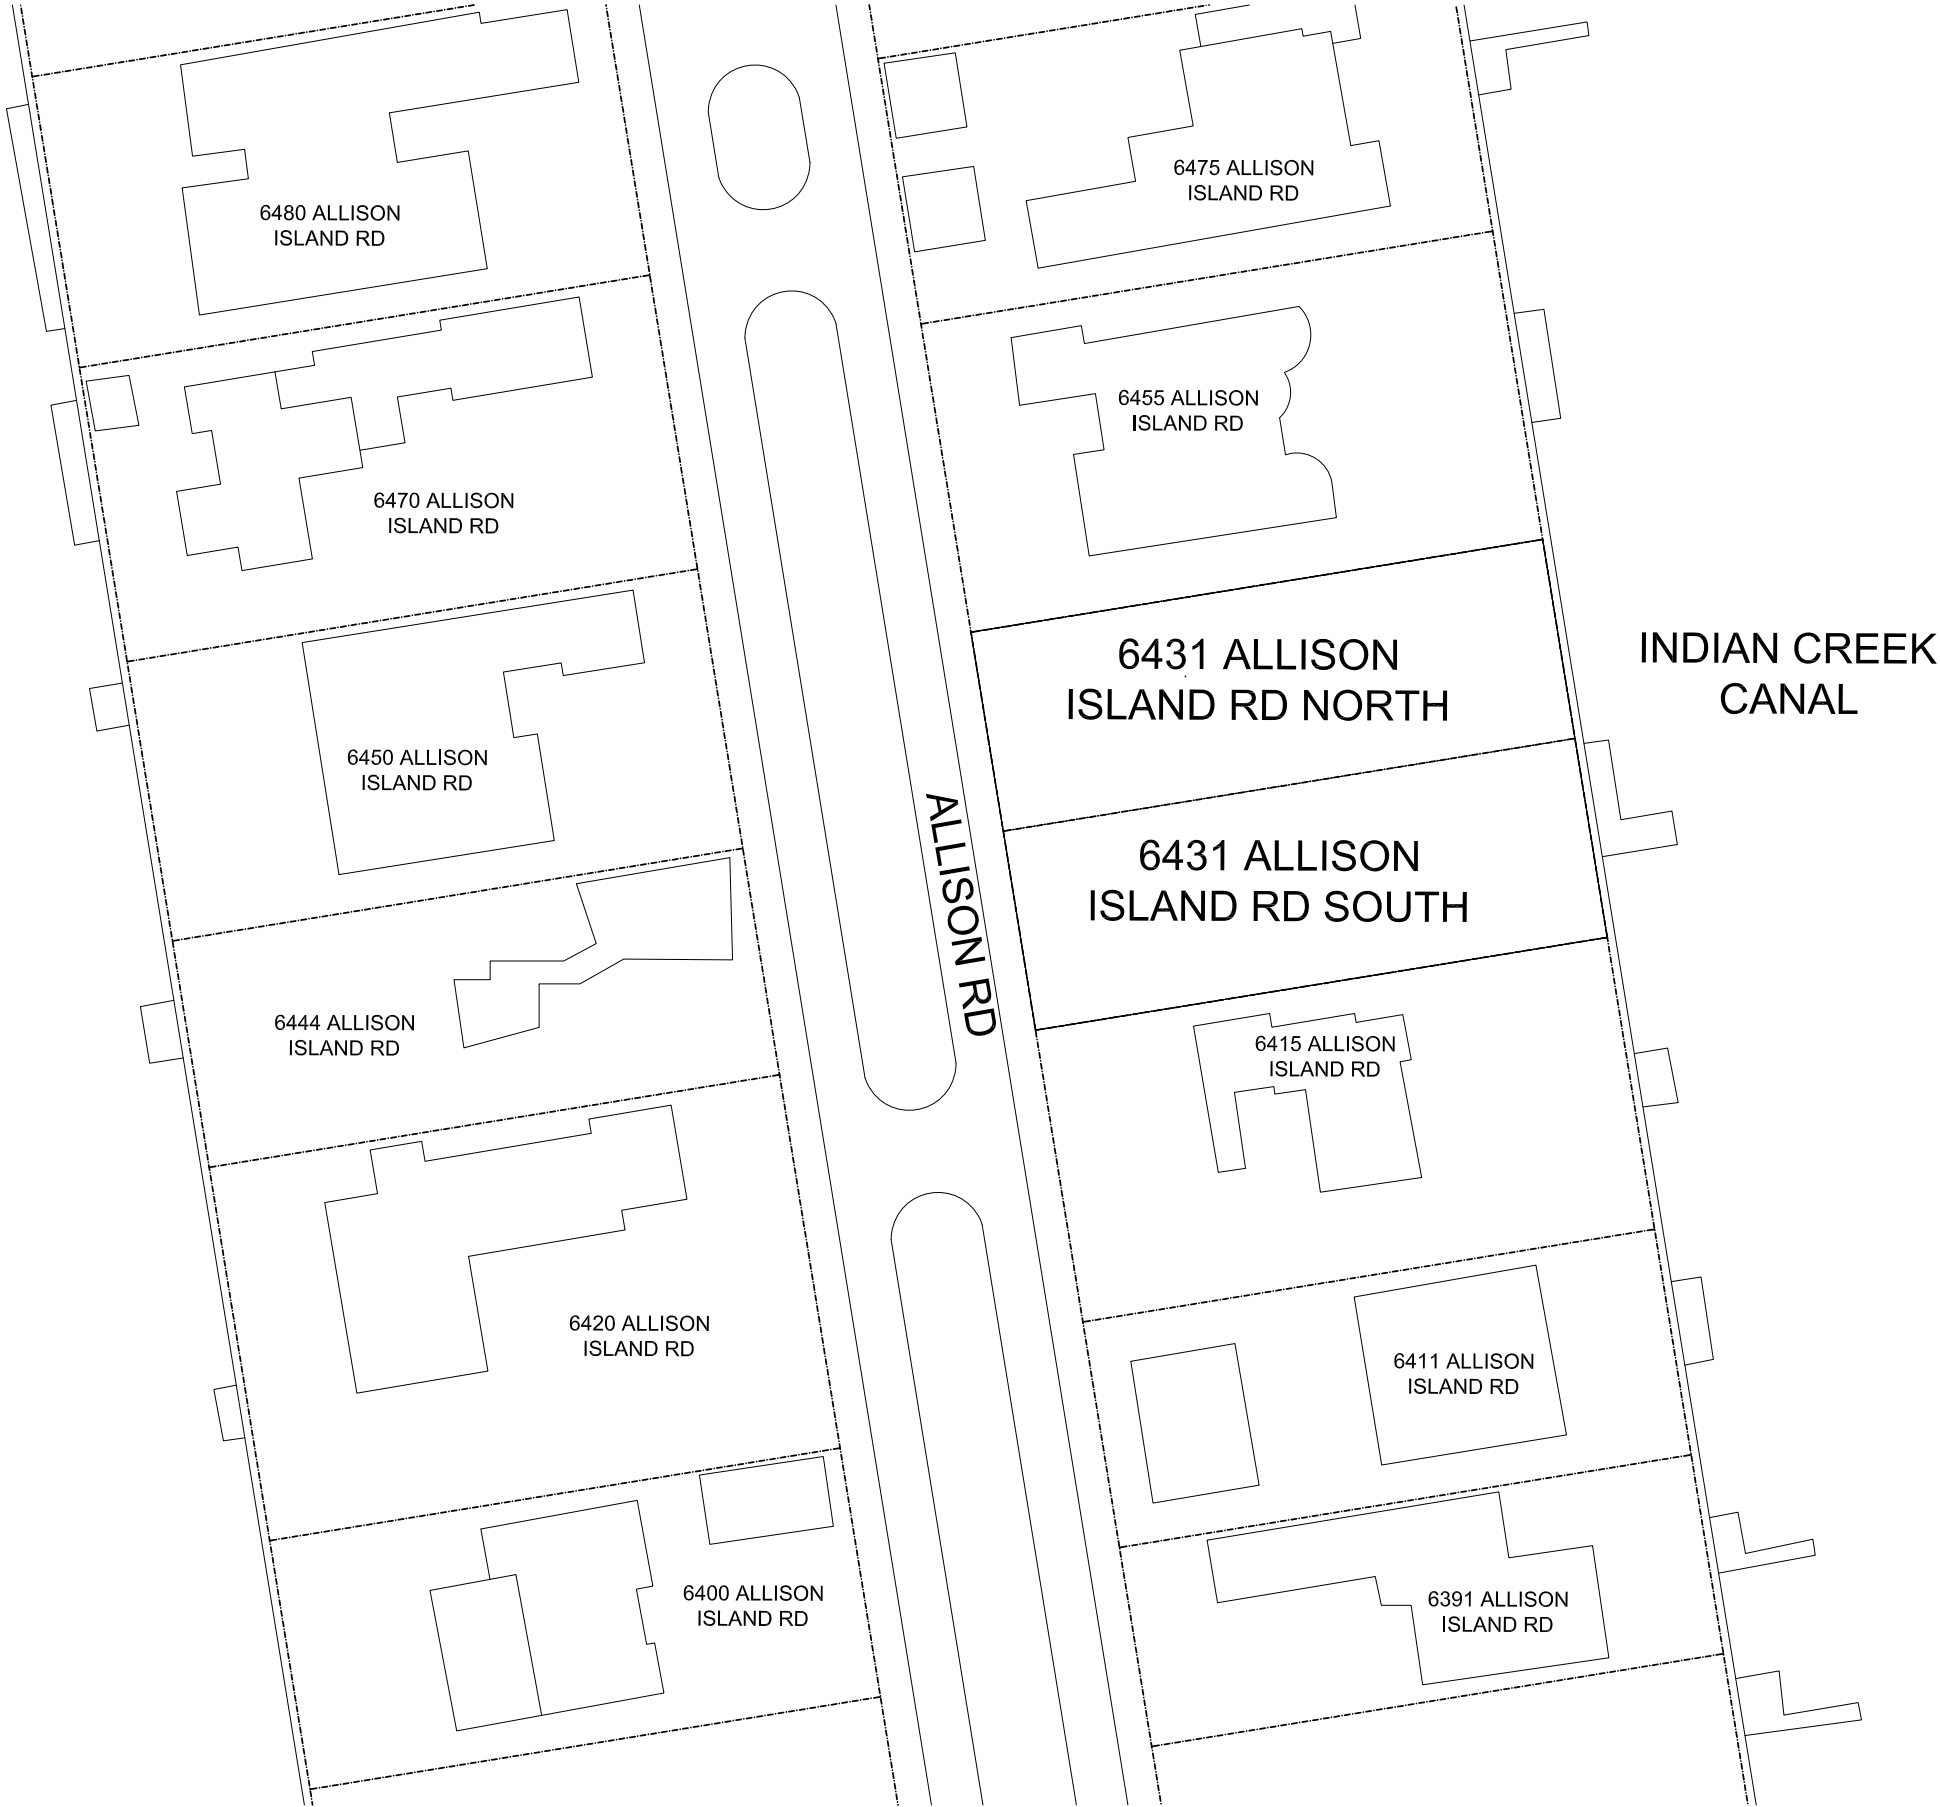 6475 ALLISON
ISLAND RD
6480 ALLISON
ISLAND RD
6455 ALLISON
ISLAND RD
6470 ALLISON
ISLAND RD
6431 ALLISON
ISLAND RD NORTH
INDIAN CREEK
CANAL
6450 ALLISON
ISLAND RD
ALLISON RD
6431 ALLISON
ISLAND RD SOUTH
6444 ALLISON
ISLAND RD
6415 ALLISON
ISLAND RD
6420 ALLISON
ISLAND RD
6411 ALLISON
ISLAND RD
6400 ALLISON
ISLAND RD
6391 ALLISON
ISLAND RD